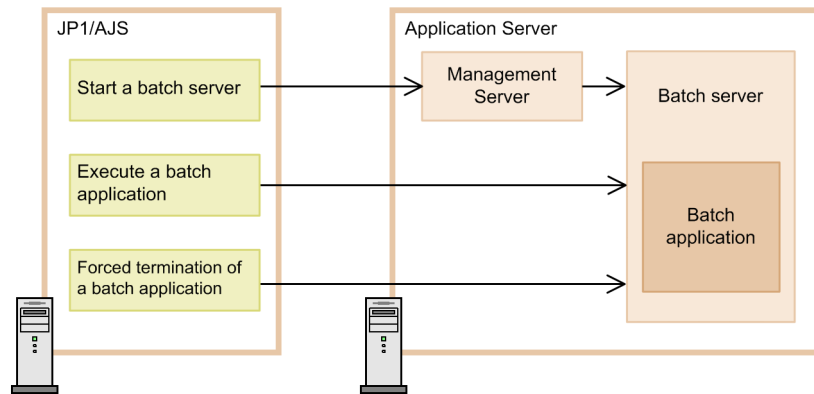 JP1/AJS
Start a batch server
Execute a batch
application
Forced termination of
a batch application
Application Server
Management
Server
Batch server
Batch
application